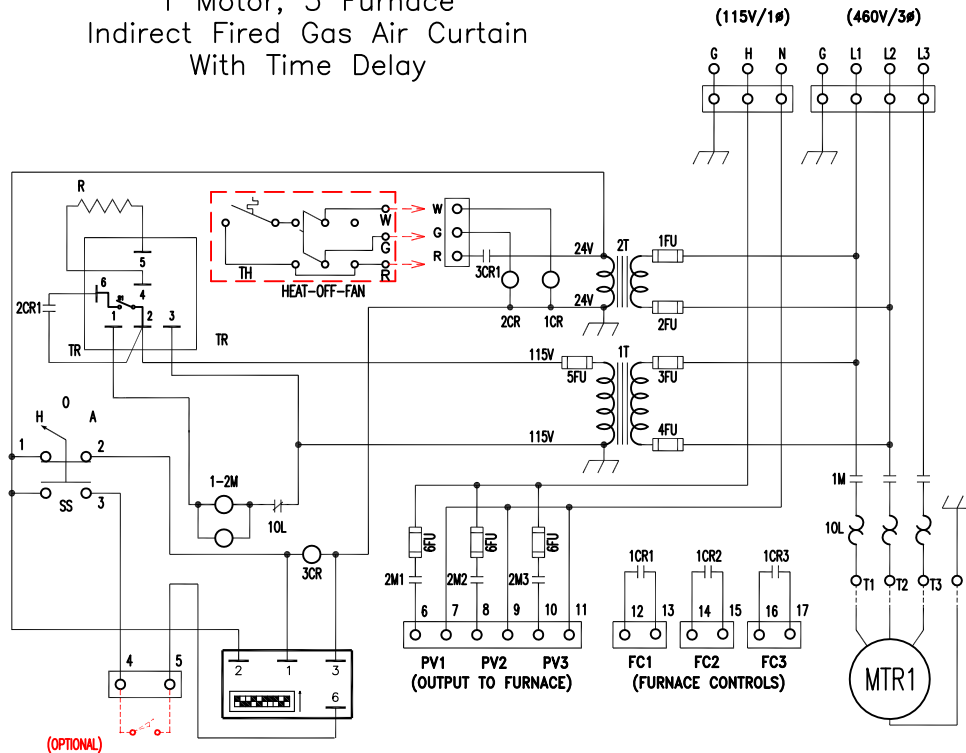 1 Motor, 3 Furnace
Indirect Fired Gas Air Curtain
With Time Delay
(115V/1ø) (460V/3ø)
G H N G L1 L2 L3
R
W W
G G
R R
TH
HEAT-OFF-FAN
3CR1
24V 2T 1FU
24V 2FU
2CR 1CR
5
4
6
2CR1
1 2 3
TR TR
115V 5FU 1T 3FU
115V 4FU
H O A
1 2
SS 3
1-2M
1OL
3CR
6FU 6FU 6FU
2M1 2M2 2M3
6 7 8 9 10 11
PV1 PV2 PV3
(OUTPUT TO FURNACE)
1CR1 1CR2 1CR3
12 13 14 15 16 17
FC1 FC2 FC3
(FURNACE CONTROLS)
1M
1OL
T1 T2 T3
MTR1
4 5
(OPTIONAL)
2 1 3
6